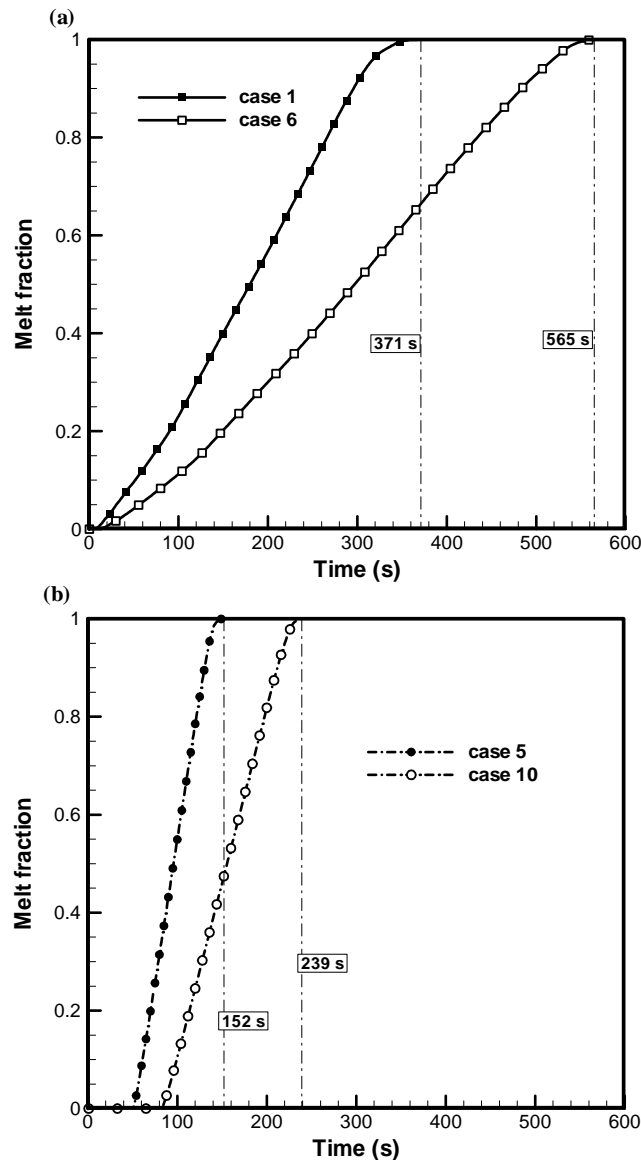 (a)
1
0.8
0.6
0.4
0.2
0
Melt fraction
case 1
case 6
371 s
565 s
0 100 200 300 400 500 600
Time (s)
(b)
1
0.8
0.6
0.4
0.2
0
Melt fraction
case 5
case 10
239 s
152 s
0 100 200 300 400 500 600
Time (s)